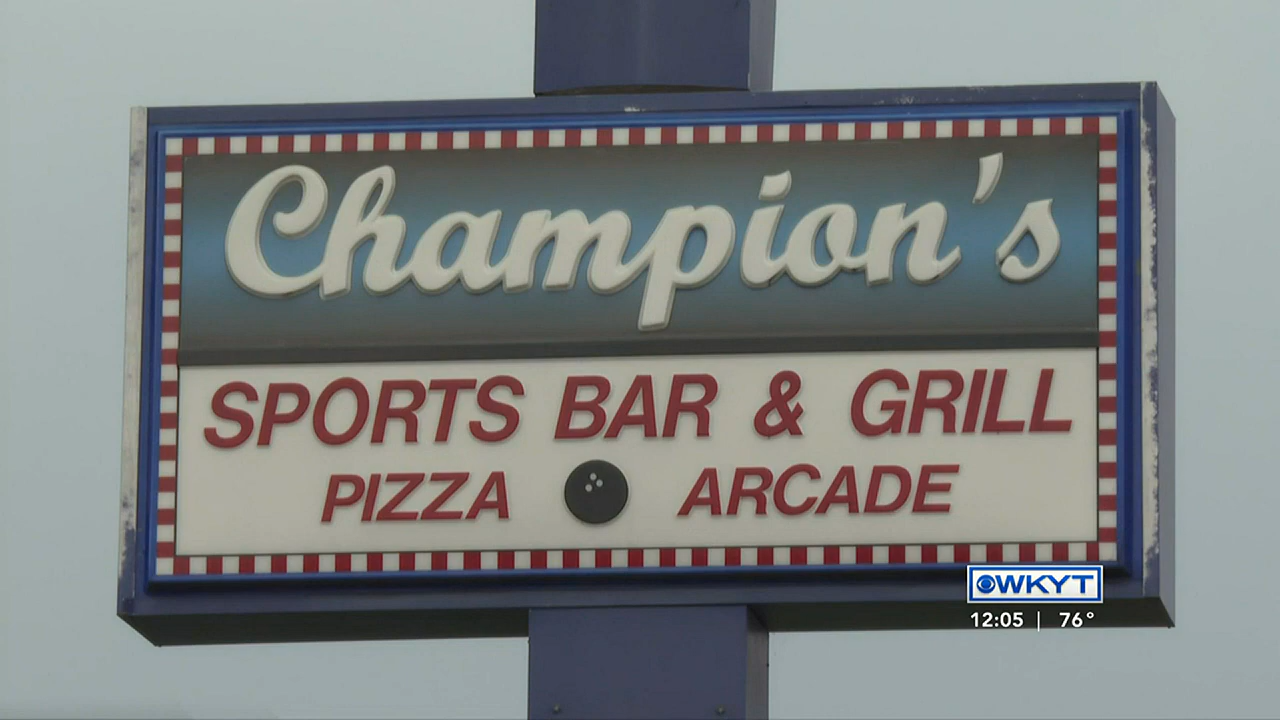 Champion's
SPORTS BAR & GRILL
PIZZA ARCADE
WKYT
12:05 | 76°